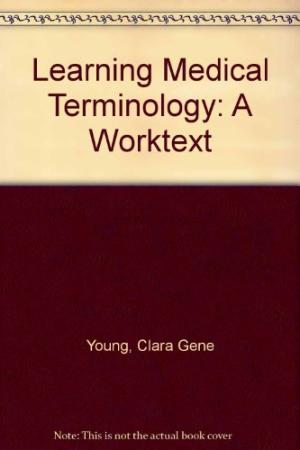 Learning Medical
Terminology: A
Worktext
Young, Clara Gene
Note: This is not the actual book cover